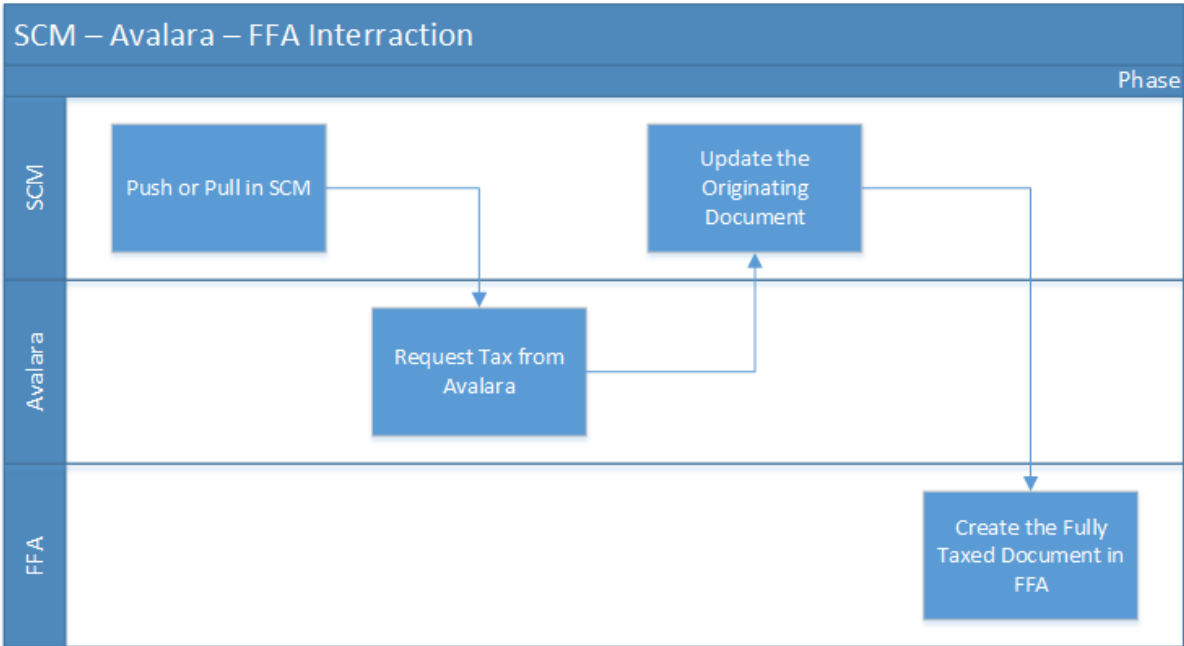 SCM – Avalara – FFA Interraction
Phase
SCM
Push or Pull in SCM
Update the
Originating
Document
Avalara
Request Tax from
Avalara
FFA
Create the Fully
Taxed Document in
FFA